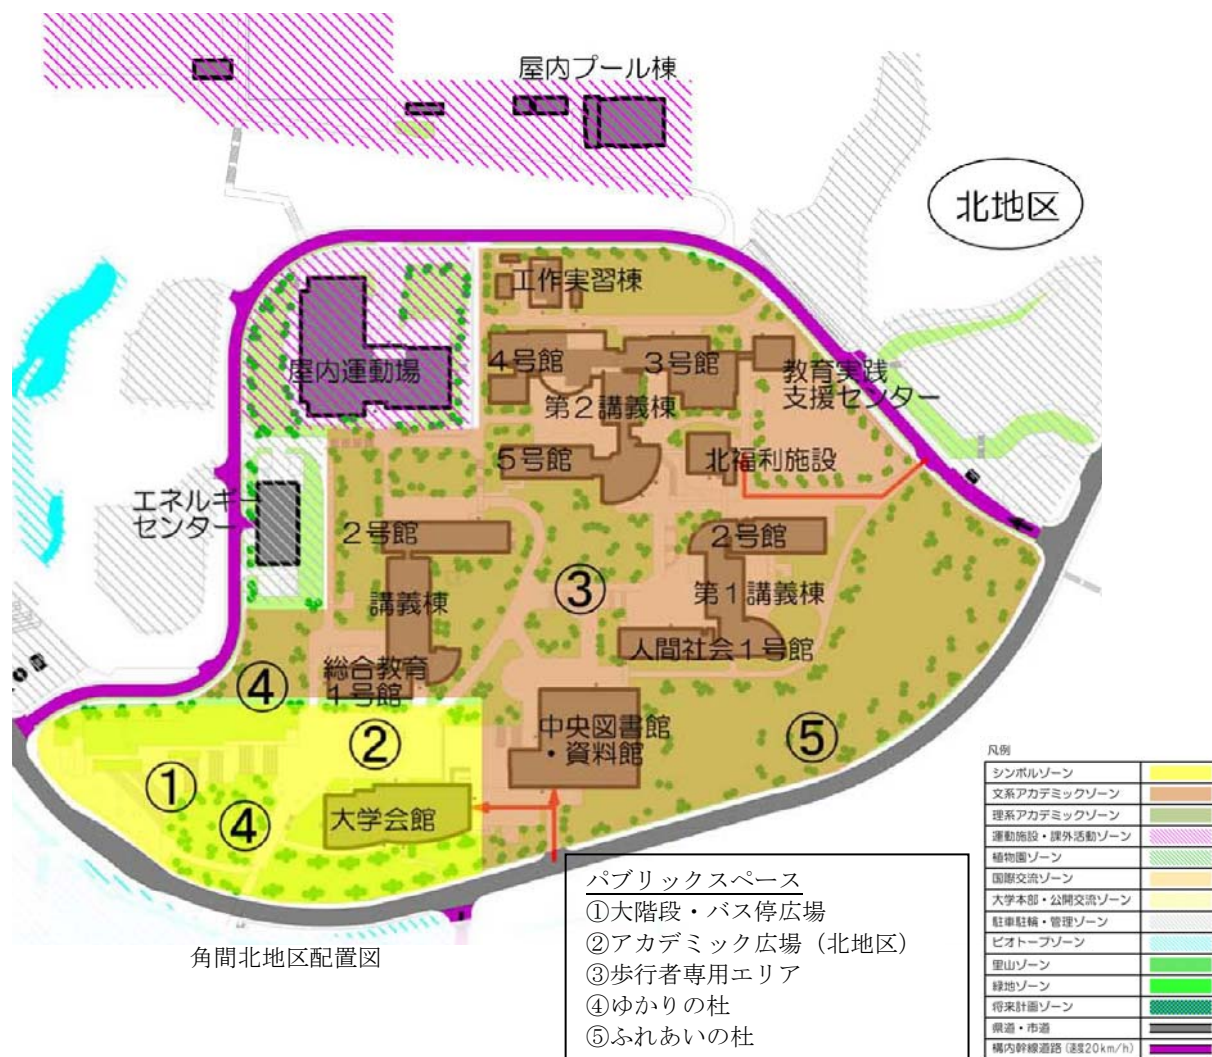 屋内プール棟
北地区
工作実習棟
4号館
3号館
屋内運動場
教育実践
支援センター
第2講義棟
5号館
北福利施設
エネルギー
センター
2号館
2号館
③
講義棟
第1講義棟
人間社会1号館
総合教育
1号館
④
②
中央図書館
・資料館
⑤
①
④
大学会館
凡例
シンボルゾーン
文系アカデミックゾーン
理系アカデミックゾーン
運動施設・課外活動ゾーン
植物園ゾーン
国際交流ゾーン
大学本部・公開交流ゾーン
駐車駐輪・管理ゾーン
ビオトープゾーン
里山ゾーン
緑地ゾーン
将来計画ゾーン
県道・市道
構内幹線道路(速度20km/h)
パブリックスペース
①大階段・バス停広場
②アカデミック広場（北地区）
③歩行者専用エリア
④ゆかりの杜
⑤ふれあいの杜
角間北地区配置図